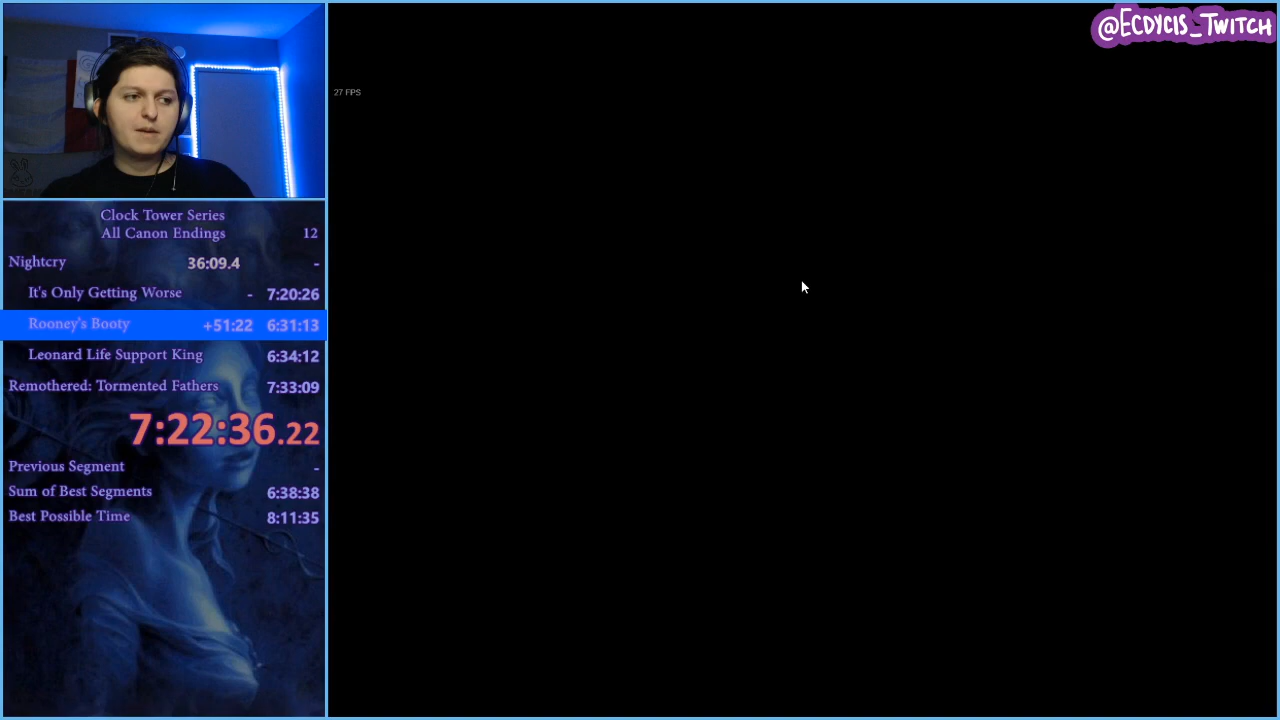 @ECDYCIS_TWITCH
27 FPS
Clock Tower Series
All Canon Endings 12
Nightcry 36:09.4 -
It's Only Getting Worse - 7:20:26
Rooney's Booty +51:22 6:31:13
Leonard Life Support King 6:34:12
Remothered: Tormented Fathers 7:33:09
7:22:36.22
Previous Segment -
Sum of Best Segments 6:38:38
Best Possible Time 8:11:35